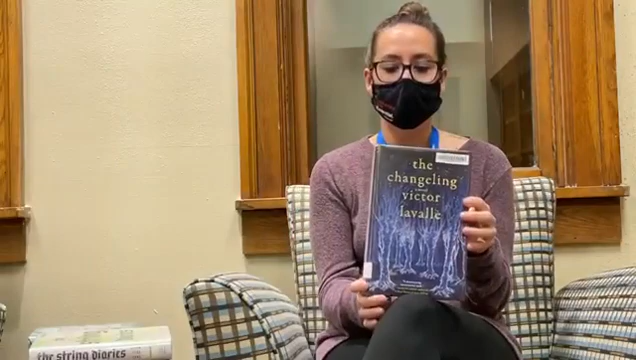 the
changeling
victor
lavalle
the string diaries